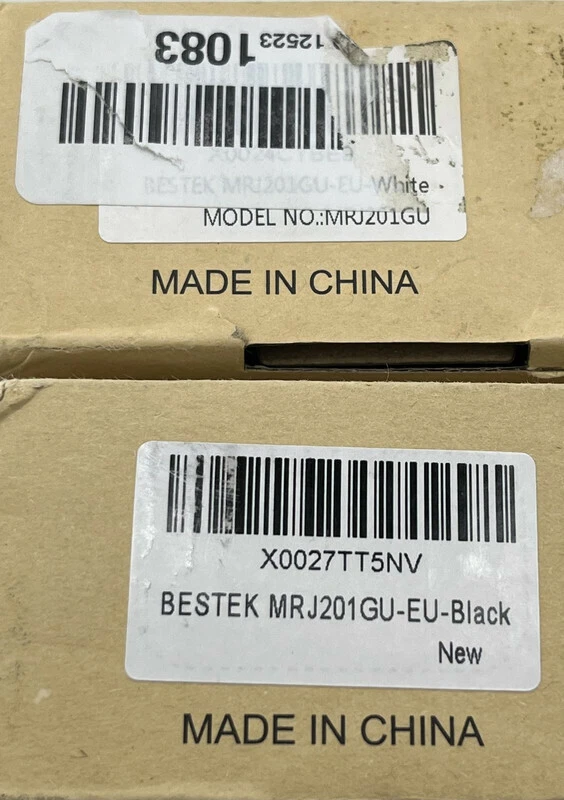 12523 1083
BESTEK MRJ201GU-EU-White
MODEL NO.:MRJ201GU
MADE IN CHINA
X0027TT5NV
BESTEK MRJ201GU-EU-Black
New
MADE IN CHINA